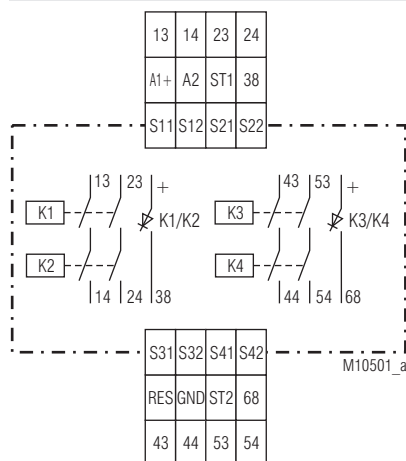 13 14 23 24
A1+ A2 ST1 38
S11 S12 S21 S22
13 23 + 43 53 +
K1 K1/K2 K3 K3/K4
K2 K4
14 24 38 44 54 68
S31 S32 S41 S42
M10501_a
RES GND ST2 68
43 44 53 54